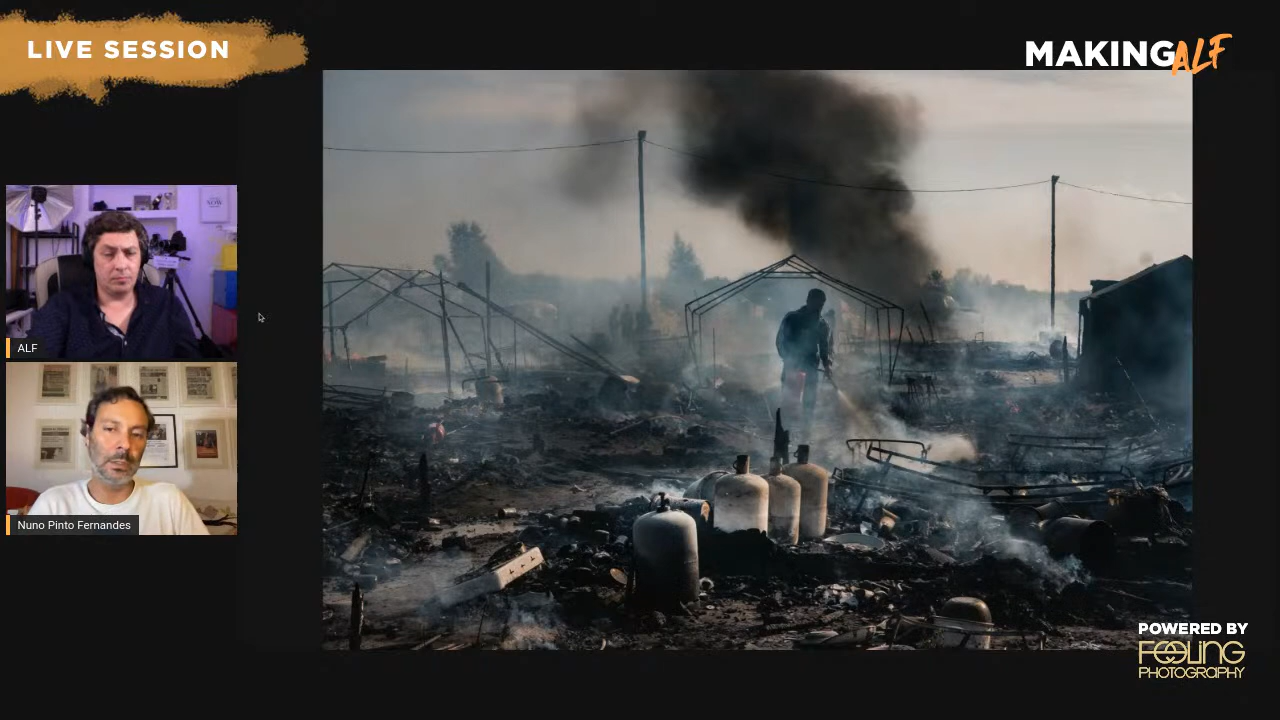 LIVE SESSION
MAKINGALF
ALF
Nuno Pinto Fernandes
POWERED BY
FEELING
PHOTOGRAPHY